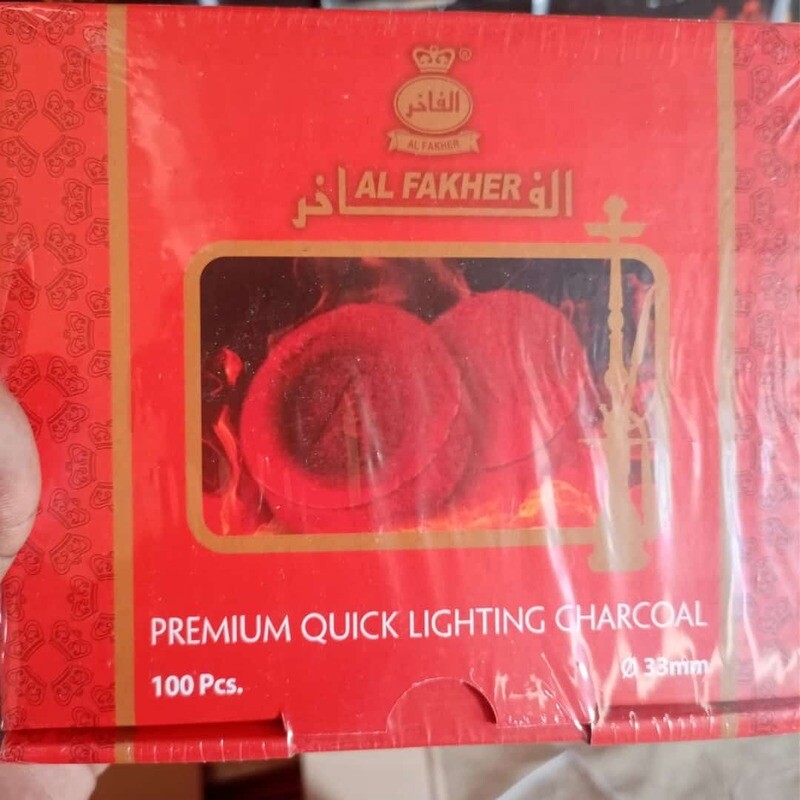 ®
الفاخر
AL FAKHER
الفاخر AL FAKHER
PREMIUM QUICK LIGHTING CHARCOAL
100 Pcs.
Ø 33mm